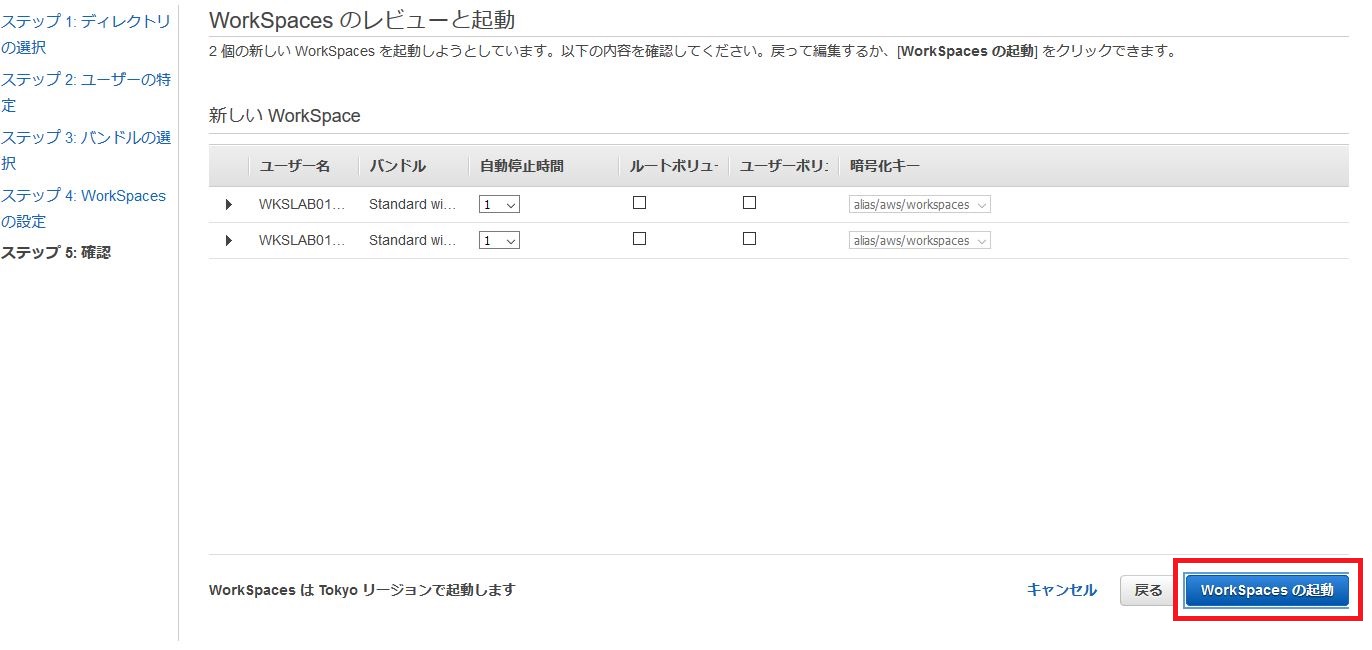 ステップ 1: ディレクトリ
の選択
ステップ 2: ユーザーの特
定
ステップ 3: バンドルの選
択
ステップ 4: WorkSpaces
の設定
ステップ 5: 確認
WorkSpaces のレビューと起動
2 個の新しい WorkSpaces を起動しようとしています。以下の内容を確認してください。戻って編集するか、[WorkSpaces の起動] をクリックできます。
新しい WorkSpace
ユーザー名 バンドル 自動停止時間 ルートボリュ ユーザーボリ 暗号化キー
WKSLAB01... Standard wi... 1 alias/aws/workspaces
WKSLAB01... Standard wi... 1 alias/aws/workspaces
WorkSpaces は Tokyo リージョンで起動します キャンセル 戻る WorkSpaces の起動